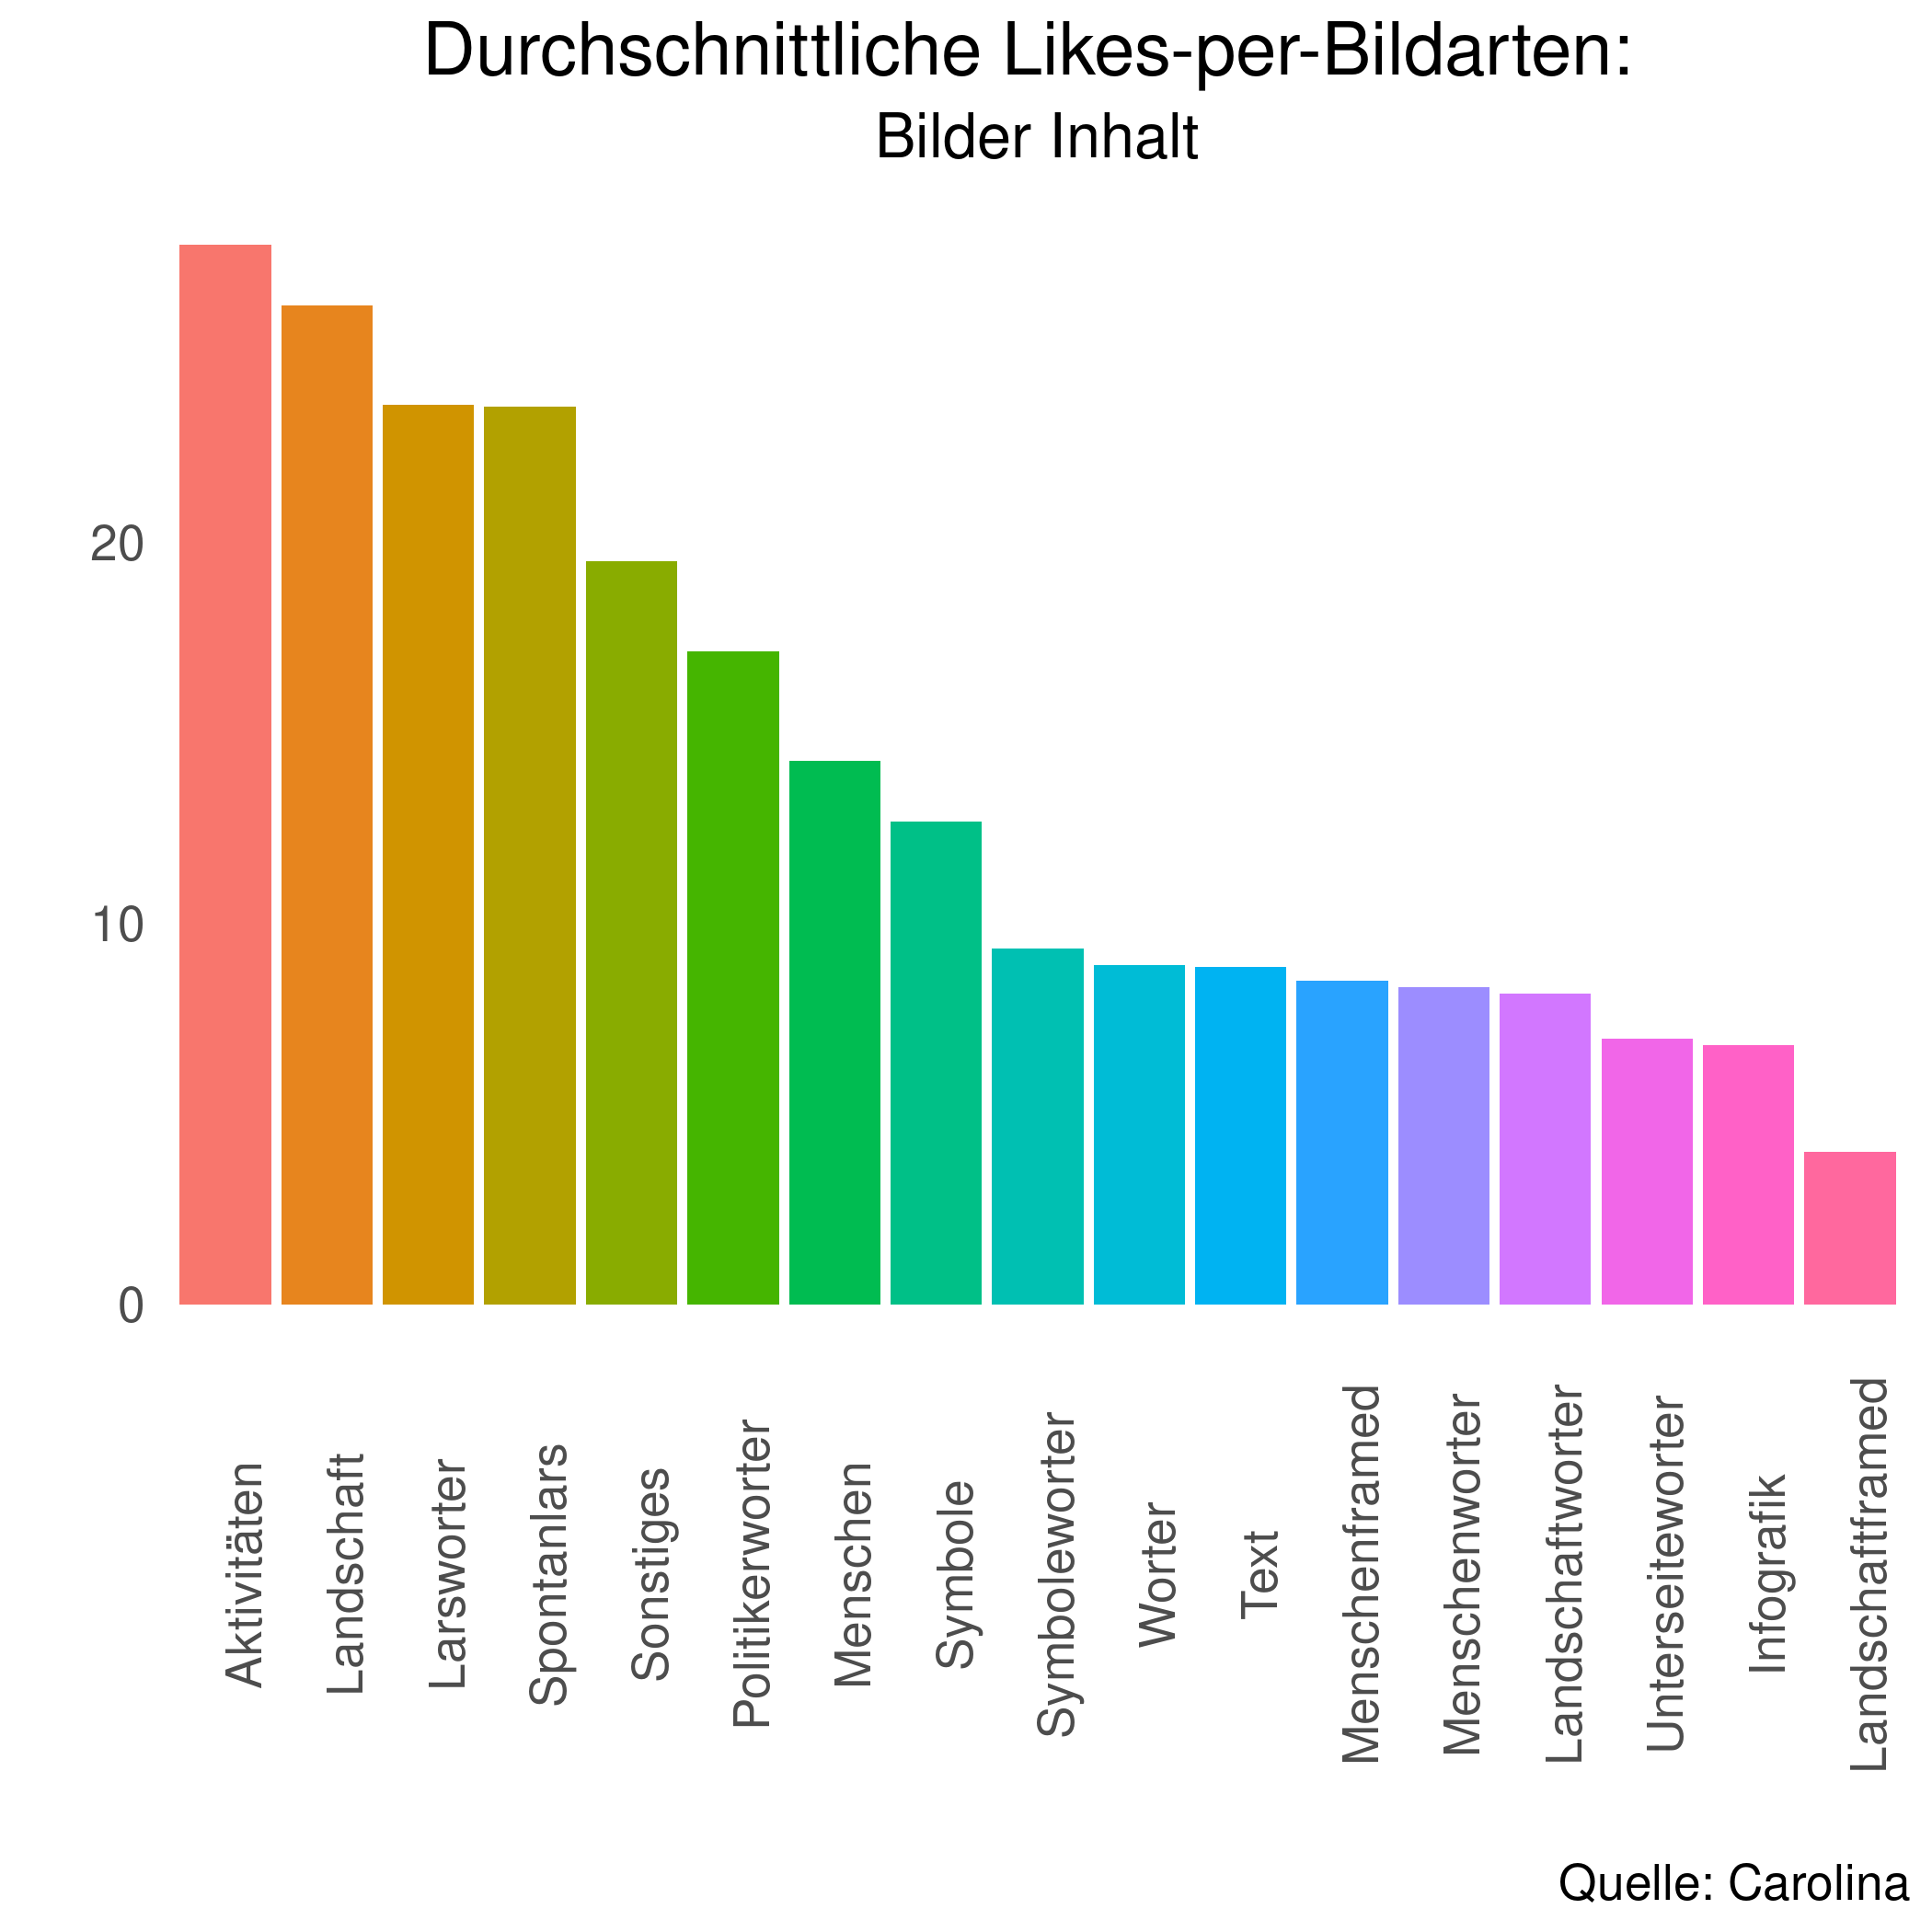 Durchschnittliche Likes-per-Bildarten:
Bilder Inhalt
20
10
0
Aktivitäten
Landschaft
Larsworter
Spontanlars
Sonstiges
Politikerworter
Menschen
Symbole
Symboleworter
Worter
Text
Menschenframed
Menschenworter
Landschaftworter
Unterseiteworter
Infografik
Landschaftframed
Quelle: Carolina